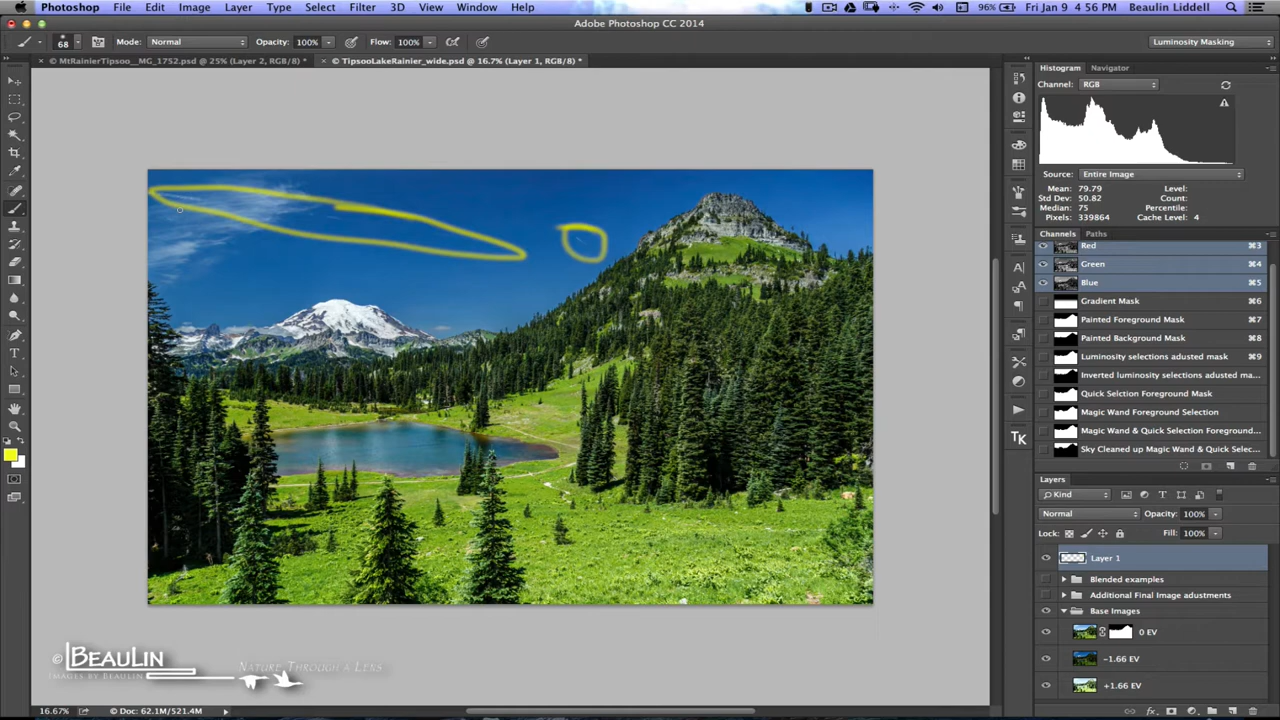 Photoshop File Edit Image Layer Type Select Filter 3D View Window Help
96% Fri Jan 9 4:56 PM Beaulin Liddell
Adobe Photoshop CC 2014
68 Mode: Normal Opacity: 100% Flow: 100% Luminosity Masking
× © MtRainierTipsoo__MG_1752.psd @ 25% (Layer 2, RGB/8) *
× © TipsooLakeRainier_wide.psd @ 16.7% (Layer 1, RGB/8) *
Histogram Navigator
Channel: RGB
Source: Entire Image
Mean: 79.79 Level:
Std Dev: 50.82 Count:
Median: 75 Percentile:
Pixels: 339864 Cache Level: 4
Channels Paths
Red ⌘3
Green ⌘4
Blue ⌘5
Gradient Mask ⌘6
Painted Foreground Mask ⌘7
Painted Background Mask ⌘8
Luminosity selections adusted mask ⌘9
Inverted luminosity selections adusted ma...
Quick Selction Foreground Mask
Magic Wand Foreground Selection
Magic Wand & Quick Selection Foreground...
Sky Cleaned up Magic Wand & Quick Selec...
TK
Layers
Kind
Normal Opacity: 100%
Lock: Fill: 100%
Layer 1
Blended examples
Additional Final Image adustments
Base Images
0 EV
-1.66 EV
+1.66 EV
© BEAULIN
IMAGES BY BEAULIN
NATURE THROUGH A LENS
16.67% Doc: 62.1M/521.4M